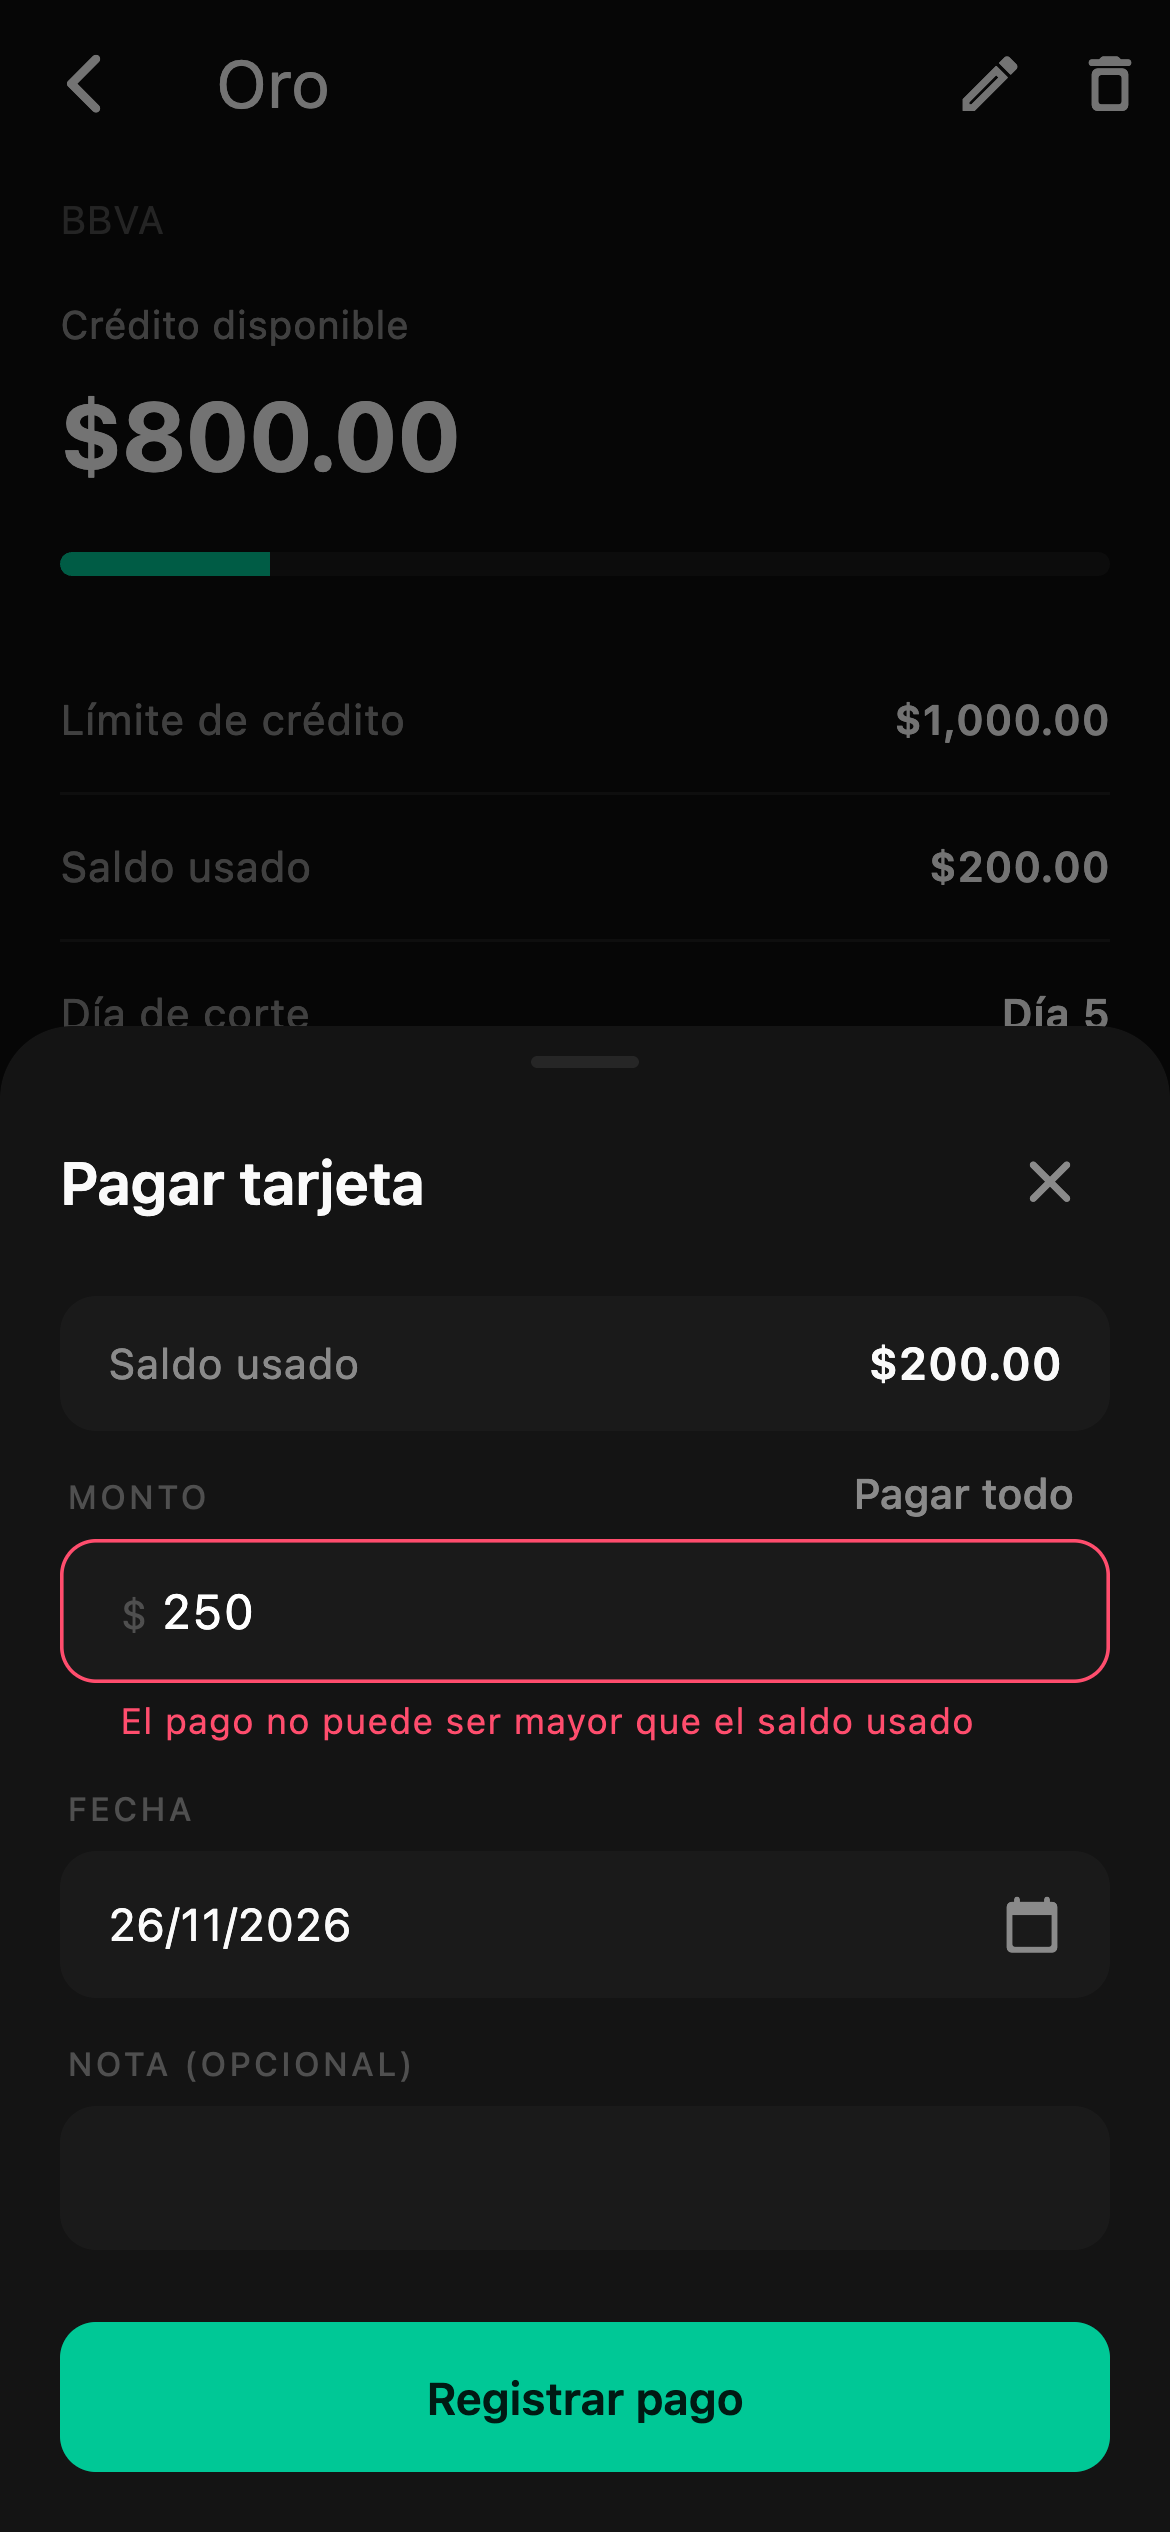 Oro
BBVA
Crédito disponible
$800.00
Límite de crédito $1,000.00
Saldo usado $200.00
Día de corte Día 5
Pagar tarjeta
Saldo usado $200.00
MONTO Pagar todo
$ 250
El pago no puede ser mayor que el saldo usado
FECHA
26/11/2026
NOTA (OPCIONAL)
Registrar pago